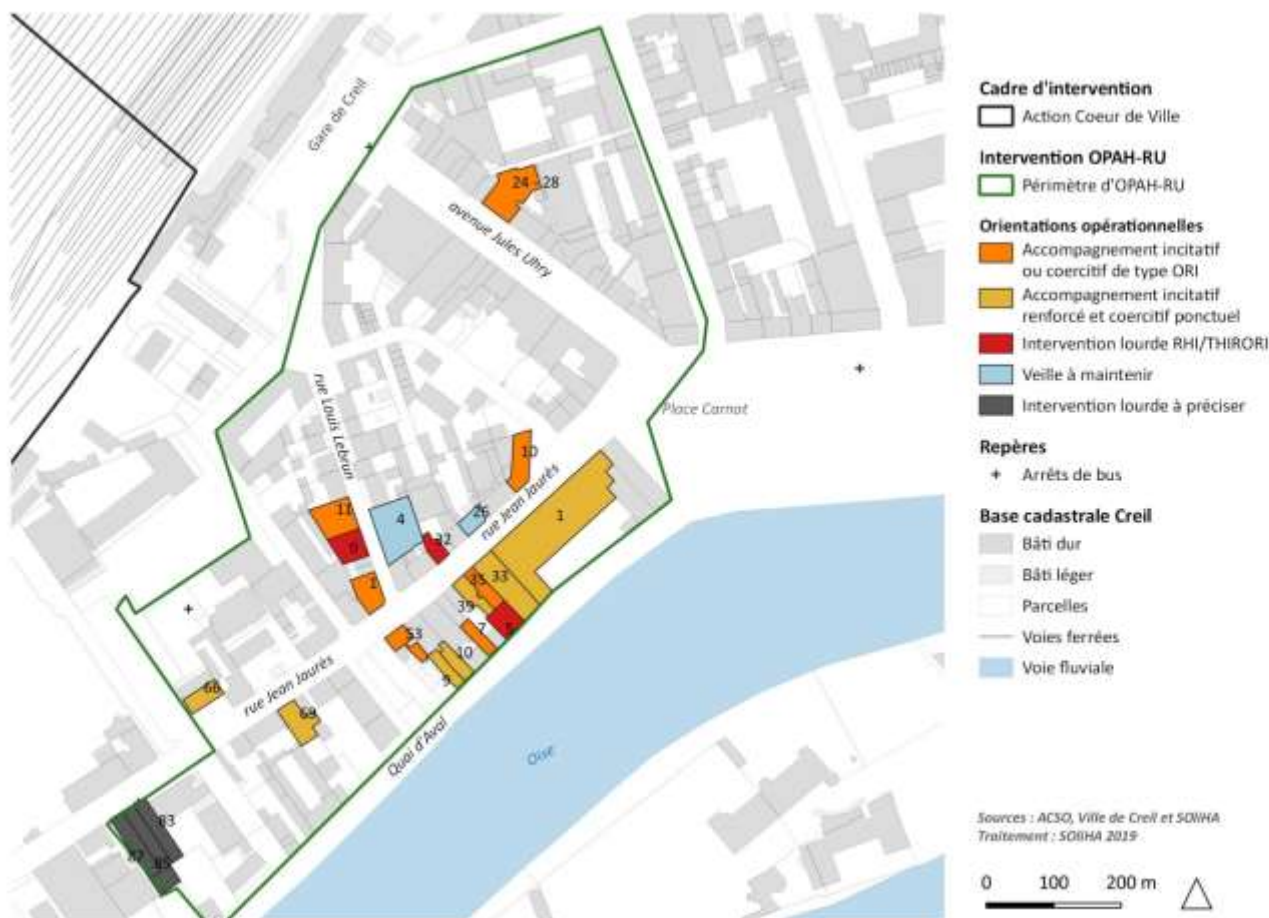 Gare de Creil
24 - 28
avenue Jules Uhry
rue Louis Lebrun
Place Carnot
10
rue Jean Jaurès
11
4
26
1
9
32
1
35
33
39
53
7
5
10
9
66
rue Jean Jaurès
69
Quai d'Aval
Oise
83
87
85
Cadre d'intervention
Action Coeur de Ville
Intervention OPAH-RU
Périmètre d'OPAH-RU
Orientations opérationnelles
Accompagnement incitatif
ou coercitif de type ORI
Accompagnement incitatif
renforcé et coercitif ponctuel
Intervention lourde RHI/THIRORI
Veille à maintenir
Intervention lourde à préciser
Repères
Arrêts de bus
Base cadastrale Creil
Bâti dur
Bâti léger
Parcelles
Voies ferrées
Voie fluviale
Sources : ACSO, Ville de Creil et SOliHA
Traitement : SOliHA 2019
0 100 200 m